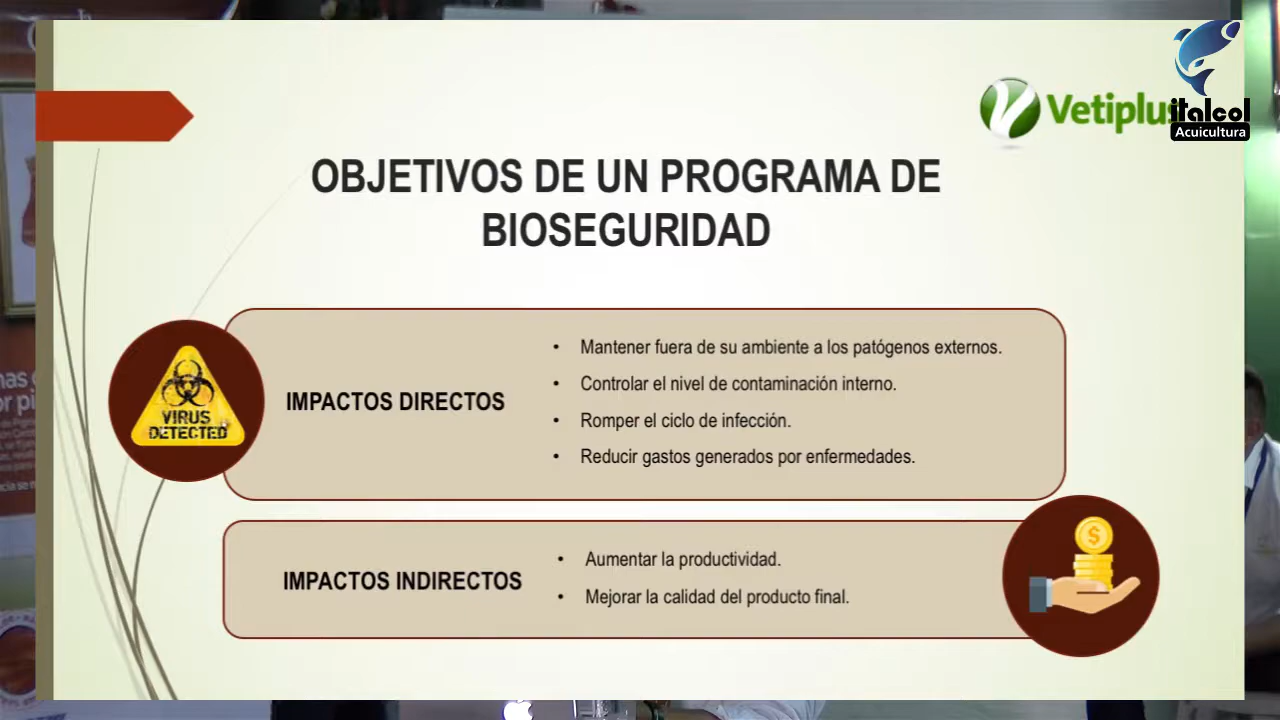 Vetiplus
italcol
Acuicultura
OBJETIVOS DE UN PROGRAMA DE
BIOSEGURIDAD
VIRUS
DETECTED
IMPACTOS DIRECTOS
• Mantener fuera de su ambiente a los patógenos externos.
• Controlar el nivel de contaminación interno.
• Romper el ciclo de infección.
• Reducir gastos generados por enfermedades.
IMPACTOS INDIRECTOS
• Aumentar la productividad.
• Mejorar la calidad del producto final.
$